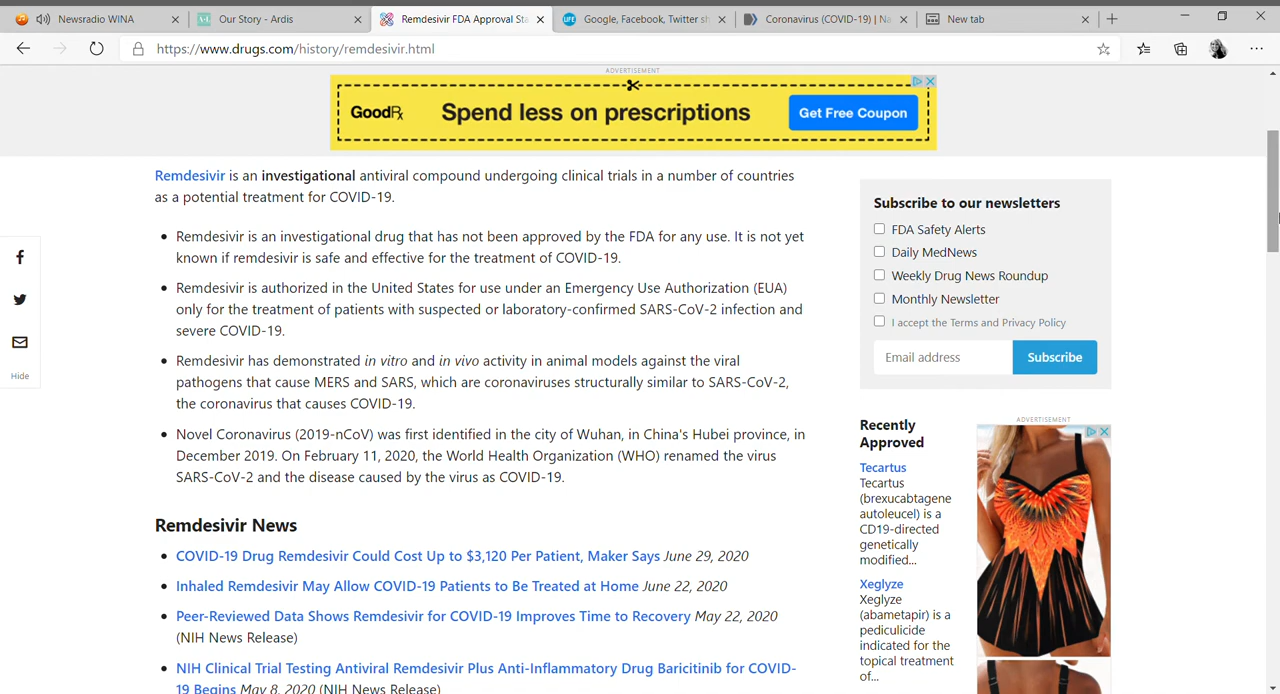 Newsradio WINA
Our Story - Ardis
Remdesivir FDA Approval Sta
Google, Facebook, Twitter sh
Coronavirus (COVID-19) | Na
New tab
https://www.drugs.com/history/remdesivir.html
ADVERTISEMENT
GoodRx
Spend less on prescriptions
Get Free Coupon
Remdesivir is an investigational antiviral compound undergoing clinical trials in a number of countries
as a potential treatment for COVID-19.
Remdesivir is an investigational drug that has not been approved by the FDA for any use. It is not yet
known if remdesivir is safe and effective for the treatment of COVID-19.
Remdesivir is authorized in the United States for use under an Emergency Use Authorization (EUA)
only for the treatment of patients with suspected or laboratory-confirmed SARS-CoV-2 infection and
severe COVID-19.
Remdesivir has demonstrated in vitro and in vivo activity in animal models against the viral
pathogens that cause MERS and SARS, which are coronaviruses structurally similar to SARS-CoV-2,
the coronavirus that causes COVID-19.
Novel Coronavirus (2019-nCoV) was first identified in the city of Wuhan, in China's Hubei province, in
December 2019. On February 11, 2020, the World Health Organization (WHO) renamed the virus
SARS-CoV-2 and the disease caused by the virus as COVID-19.
Remdesivir News
COVID-19 Drug Remdesivir Could Cost Up to $3,120 Per Patient, Maker Says June 29, 2020
Inhaled Remdesivir May Allow COVID-19 Patients to Be Treated at Home June 22, 2020
Peer-Reviewed Data Shows Remdesivir for COVID-19 Improves Time to Recovery May 22, 2020
(NIH News Release)
NIH Clinical Trial Testing Antiviral Remdesivir Plus Anti-Inflammatory Drug Baricitinib for COVID-
19 Begins May 8, 2020 (NIH News Release)
Hide
Subscribe to our newsletters
FDA Safety Alerts
Daily MedNews
Weekly Drug News Roundup
Monthly Newsletter
I accept the Terms and Privacy Policy
Email address
Subscribe
Recently
Approved
Tecartus
Tecartus
(brexucabtagene
autoleucel) is a
CD19-directed
genetically
modified...
Xeglyze
Xeglyze
(abametapir) is a
pediculicide
indicated for the
topical treatment
of...
ADVERTISEMENT